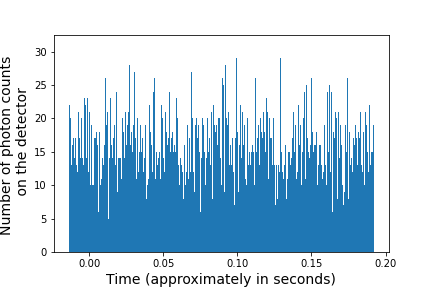 Number of photon counts
on the detector
30
25
20
15
10
5
0
0.00 0.05 0.10 0.15 0.20
Time (approximately in seconds)